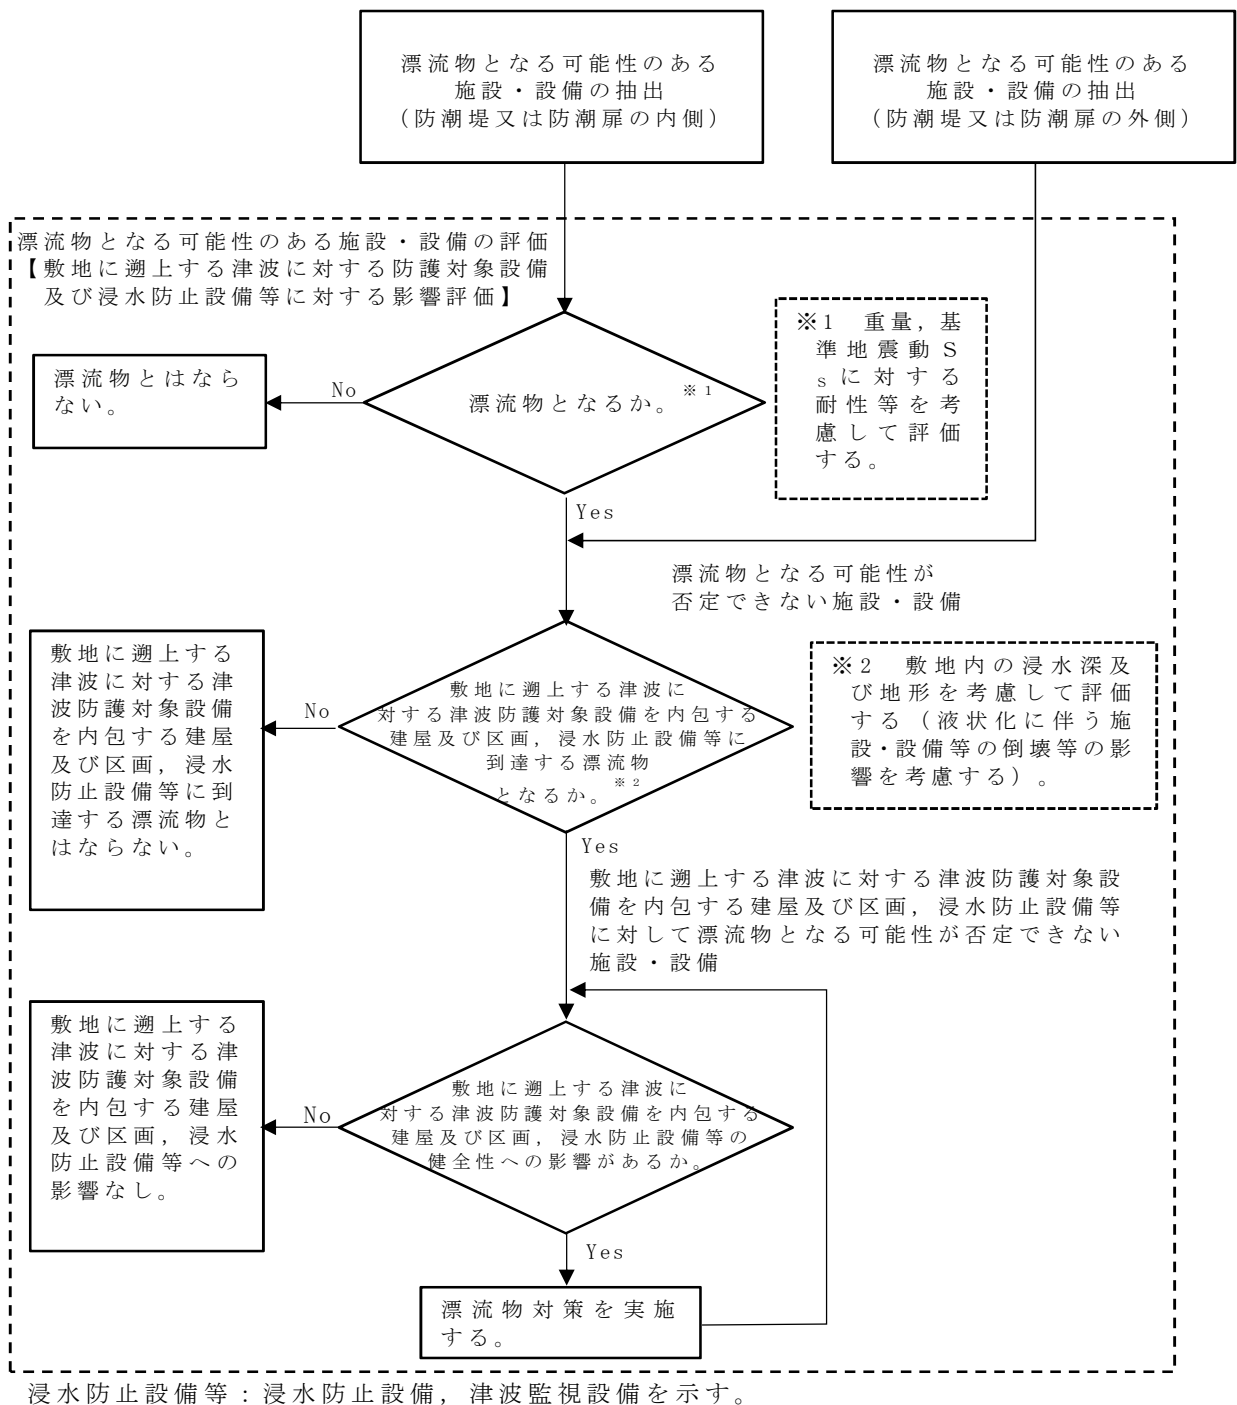 漂流物となる可能性のある
施設・設備の抽出
（防潮堤又は防潮扉の内側）
漂流物となる可能性のある
施設・設備の抽出
（防潮堤又は防潮扉の外側）
漂流物となる可能性のある施設・設備の評価
【敷地に遡上する津波に対する防護対象設備
及び浸水防止設備等に対する影響評価】
※1 重量，基
準地震動Ｓ
ｓに対する
耐性等を考
慮して評価
する。
漂流物とはなら
ない。
No
漂流物となるか。※1
Yes
漂流物となる可能性が
否定できない施設・設備
敷地に遡上する
津波に対する津
波防護対象設備
を内包する建屋
及び区画，浸水
防止設備等に到
達する漂流物と
はならない。
No
敷地に遡上する津波に
対する津波防護対象設備を内包する
建屋及び区画，浸水防止設備等に
到達する漂流物
となるか。※2
※2 敷地内の浸水深及
び地形を考慮して評価
する（液状化に伴う施
設・設備等の倒壊等の影
響を考慮する）。
Yes
敷地に遡上する津波に対する津波防護対象設
備を内包する建屋及び区画，浸水防止設備等
に対して漂流物となる可能性が否定できない
施設・設備
敷地に遡上する
津波に対する津
波防護対象設備
を内包する建屋
及び区画，浸水
防止設備等への
影響なし。
No
敷地に遡上する津波に
対する津波防護対象設備を内包する
建屋及び区画，浸水防止設備等の
健全性への影響があるか。
Yes
漂流物対策を実施
する。
浸水防止設備等：浸水防止設備，津波監視設備を示す。